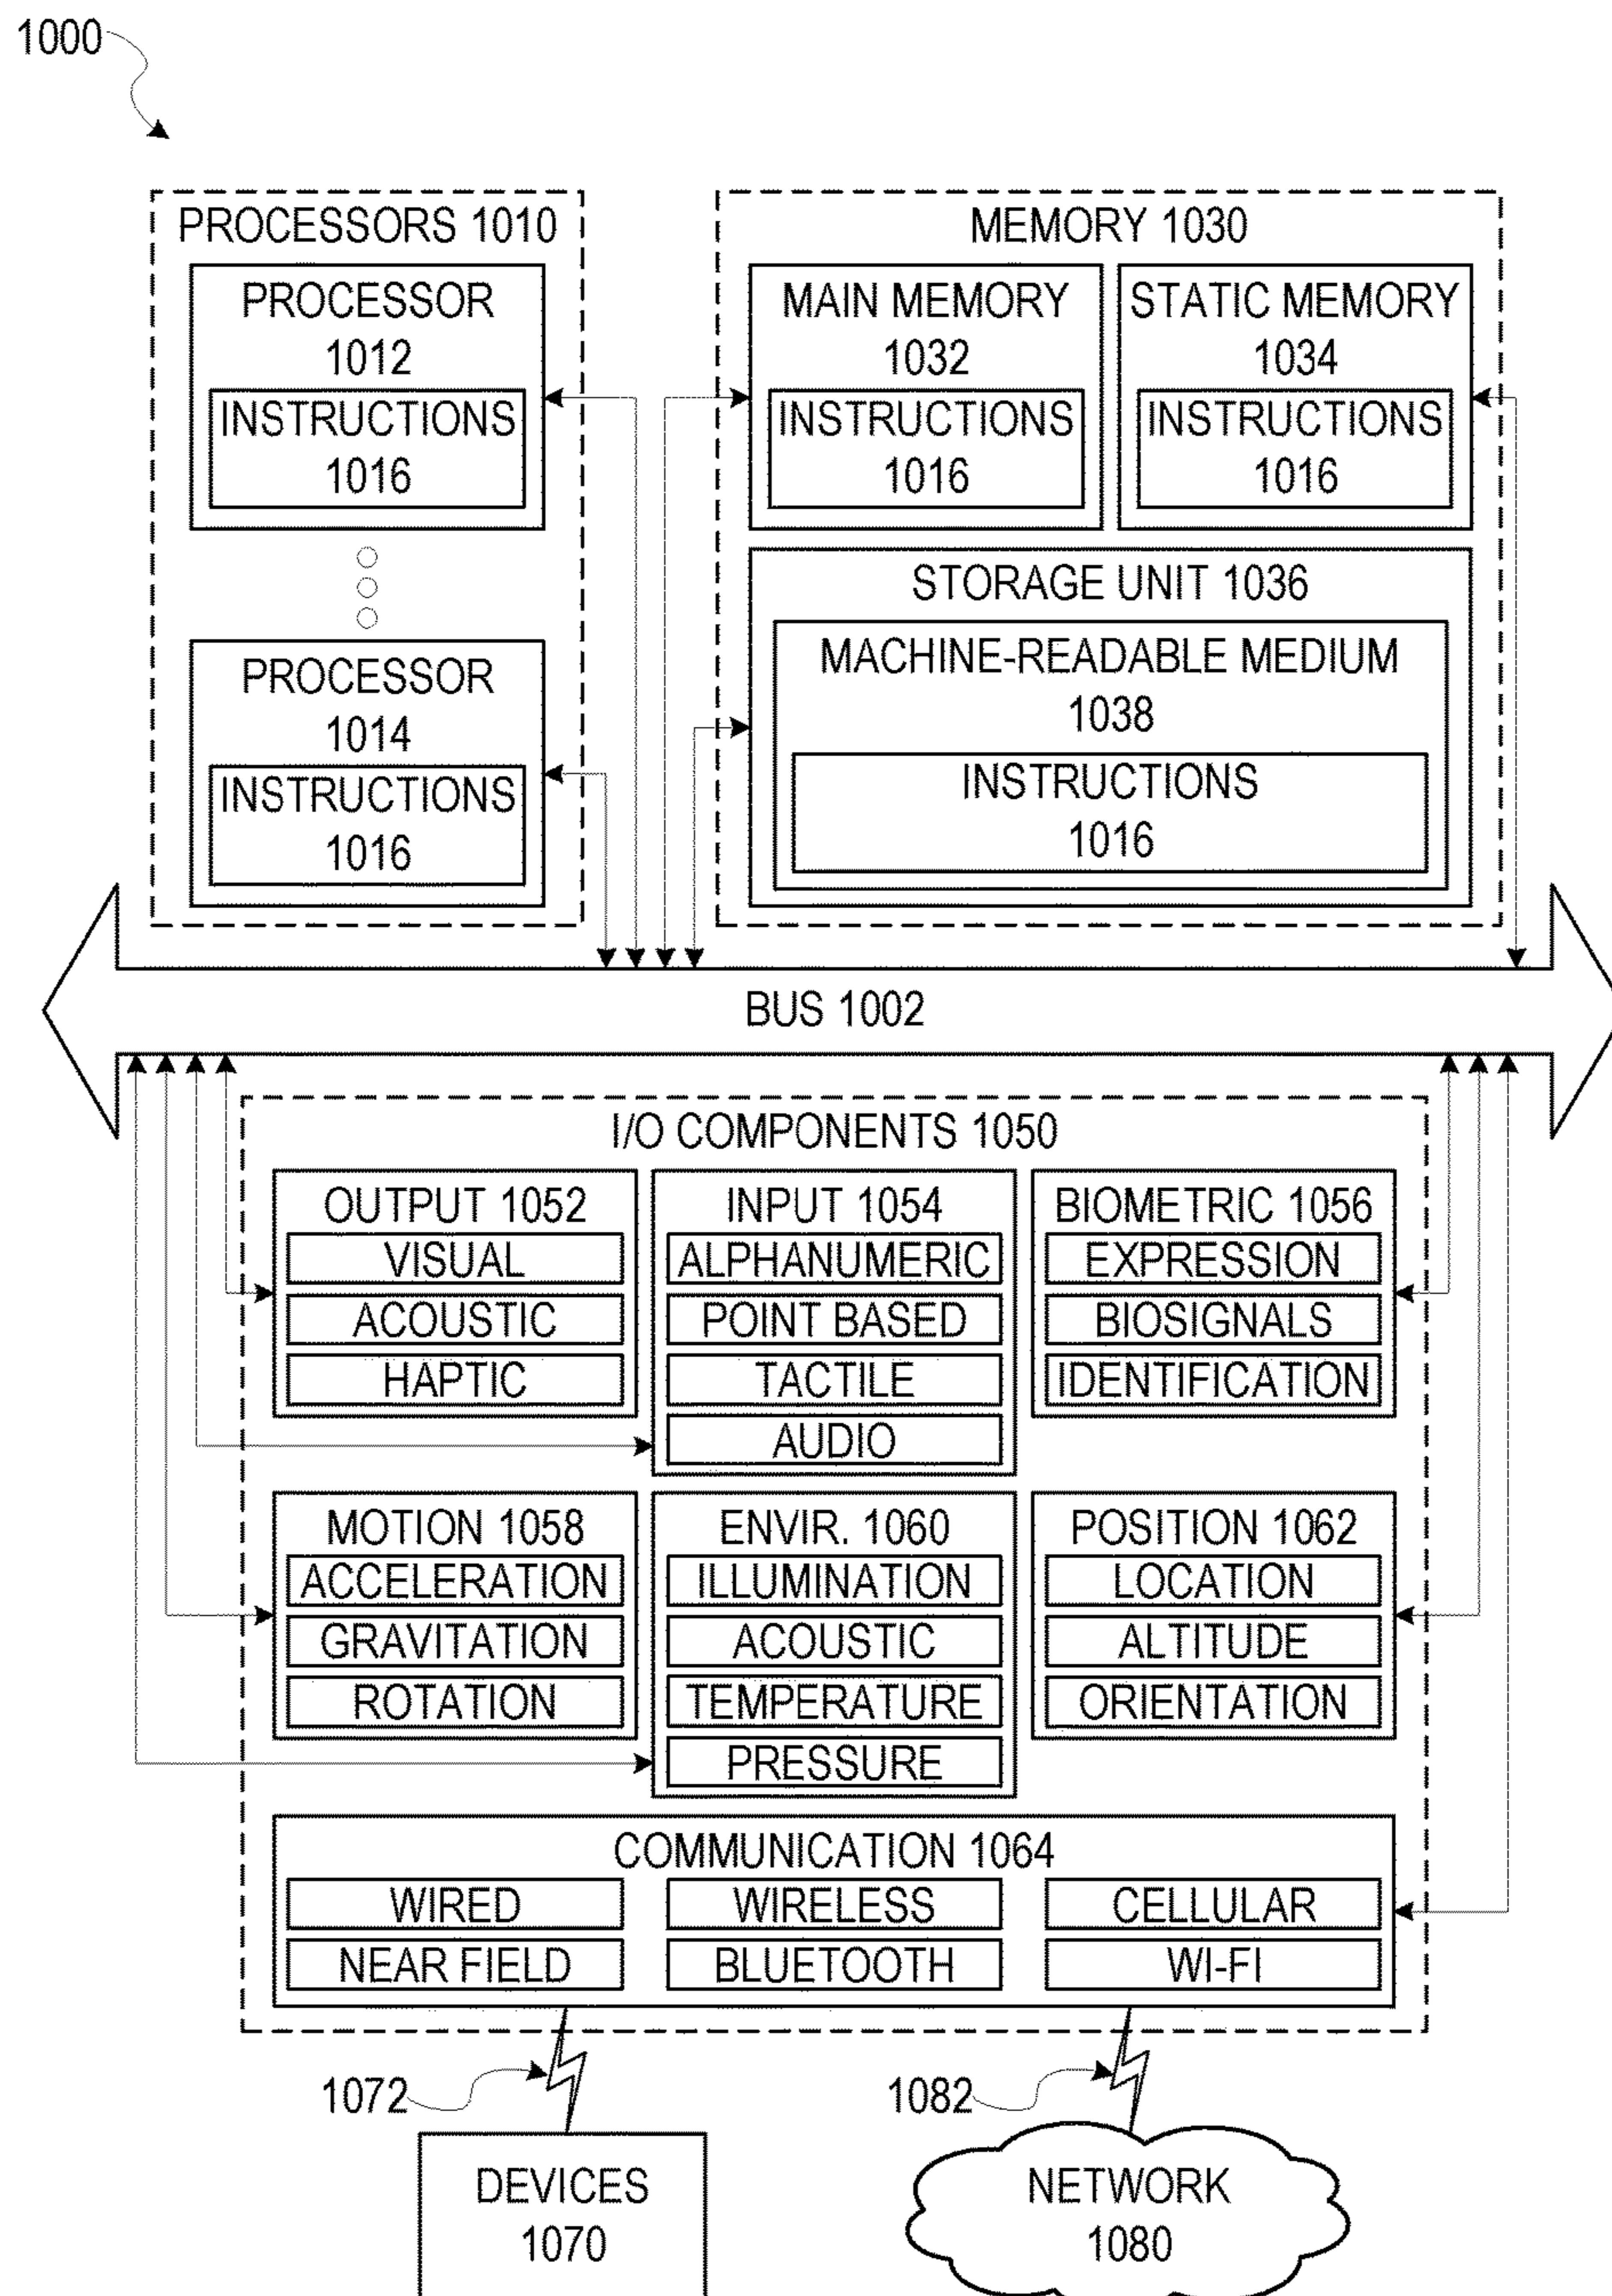 1000
PROCESSORS 1010
PROCESSOR
1012
INSTRUCTIONS
1016
PROCESSOR
1014
INSTRUCTIONS
1016
MEMORY 1030
MAIN MEMORY
1032
INSTRUCTIONS
1016
STATIC MEMORY
1034
INSTRUCTIONS
1016
STORAGE UNIT 1036
MACHINE-READABLE MEDIUM
1038
INSTRUCTIONS
1016
BUS 1002
I/O COMPONENTS 1050
OUTPUT 1052
VISUAL
ACOUSTIC
HAPTIC
INPUT 1054
ALPHANUMERIC
POINT BASED
TACTILE
AUDIO
BIOMETRIC 1056
EXPRESSION
BIOSIGNALS
IDENTIFICATION
MOTION 1058
ACCELERATION
GRAVITATION
ROTATION
ENVIR. 1060
ILLUMINATION
ACOUSTIC
TEMPERATURE
PRESSURE
POSITION 1062
LOCATION
ALTITUDE
ORIENTATION
COMMUNICATION 1064
WIRED
WIRELESS
CELLULAR
NEAR FIELD
BLUETOOTH
WI-FI
1072
1082
DEVICES
1070
NETWORK
1080